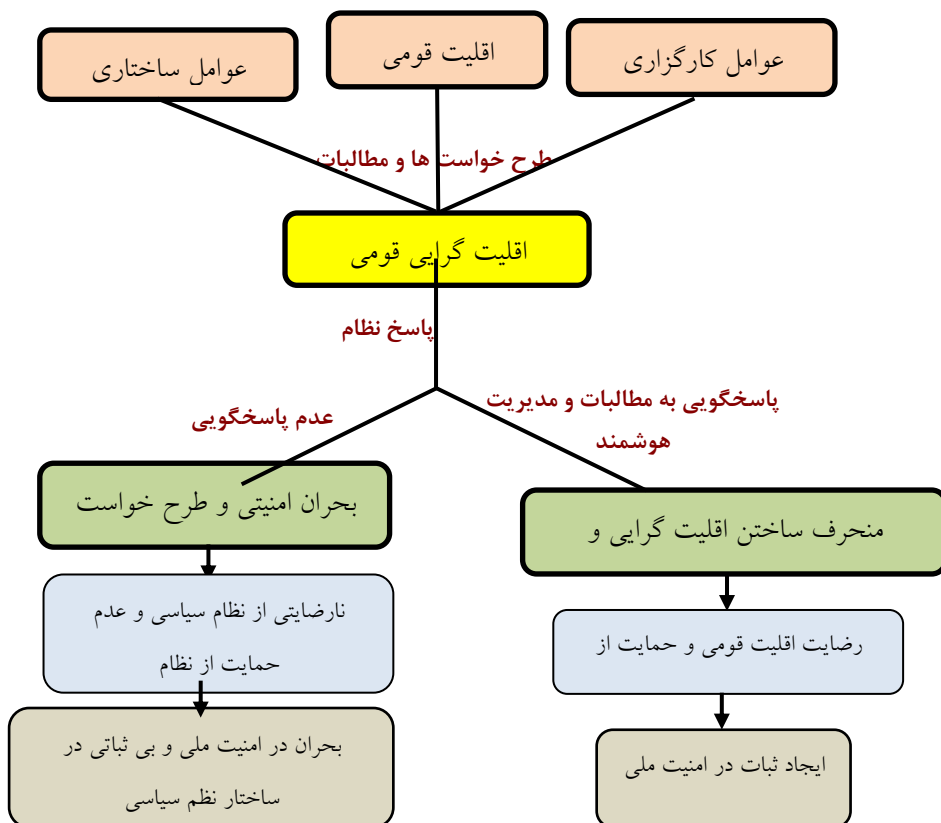 عوامل کارگزاری
اقلیت قومی
عوامل ساختاری
طرح خواست ها و مطالبات
اقلیت گرایی قومی
پاسخ نظام
پاسخگویی به مطالبات و مدیریت
هوشمند
عدم پاسخگویی
منحرف ساختن اقلیت گرایی و
بحران امنیتی و طرح خواست
رضایت اقلیت قومی و حمایت از
نارضایتی از نظام سیاسی و عدم
حمایت از نظام
ایجاد ثبات در امنیت ملی
بحران در امنیت ملی و بی ثباتی در
ساختار نظم سیاسی